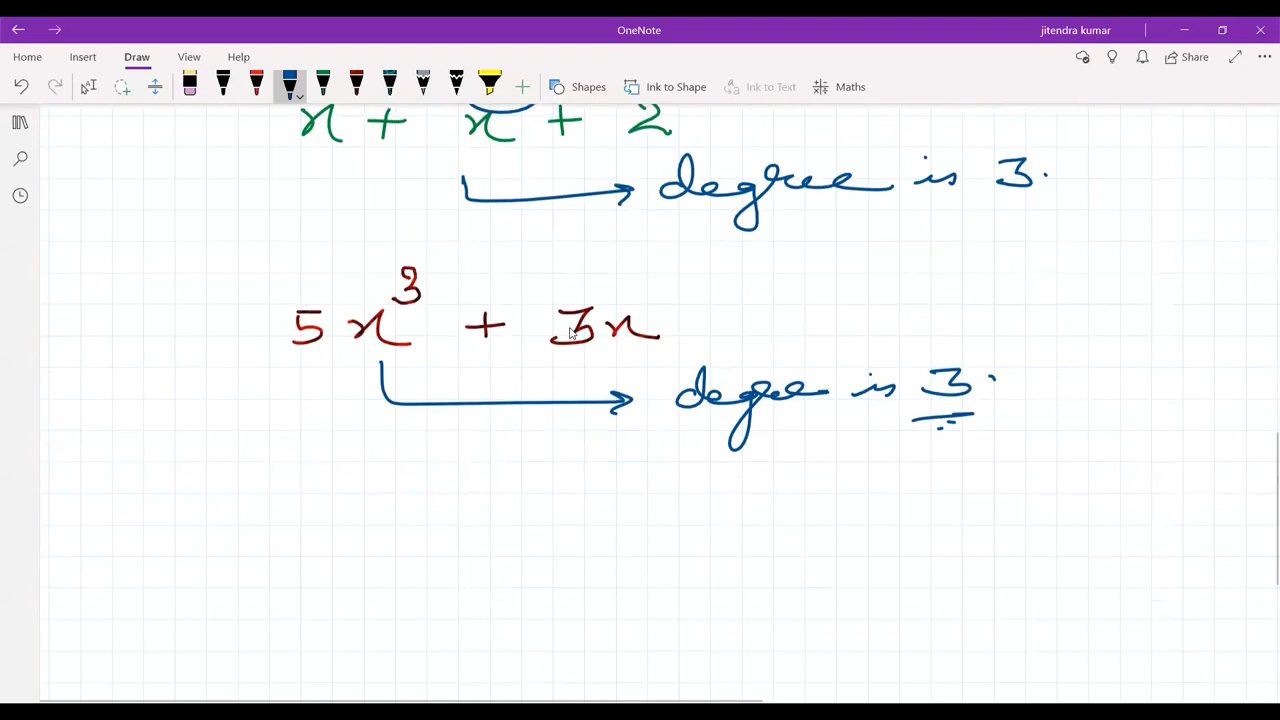 OneNote
jitendra kumar
Home Insert Draw View Help
Share
Shapes Ink to Shape Ink to Text Maths
x + x + 2
degree is 3.
5x³ + 3x
degree is 3.